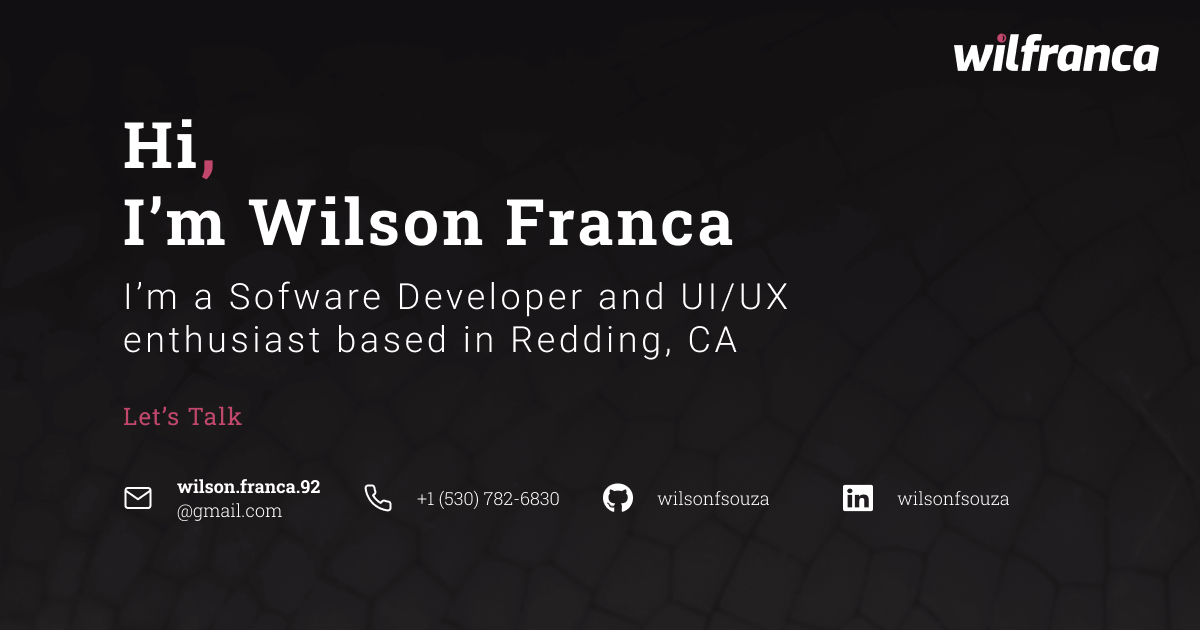 wilfranca
Hi,
I’m Wilson Franca
I’m a Sofware Developer and UI/UX
enthusiast based in Redding, CA
Let’s Talk
wilson.franca.92
@gmail.com
+1 (530) 782-6830
wilsonfsouza
in
wilsonfsouza